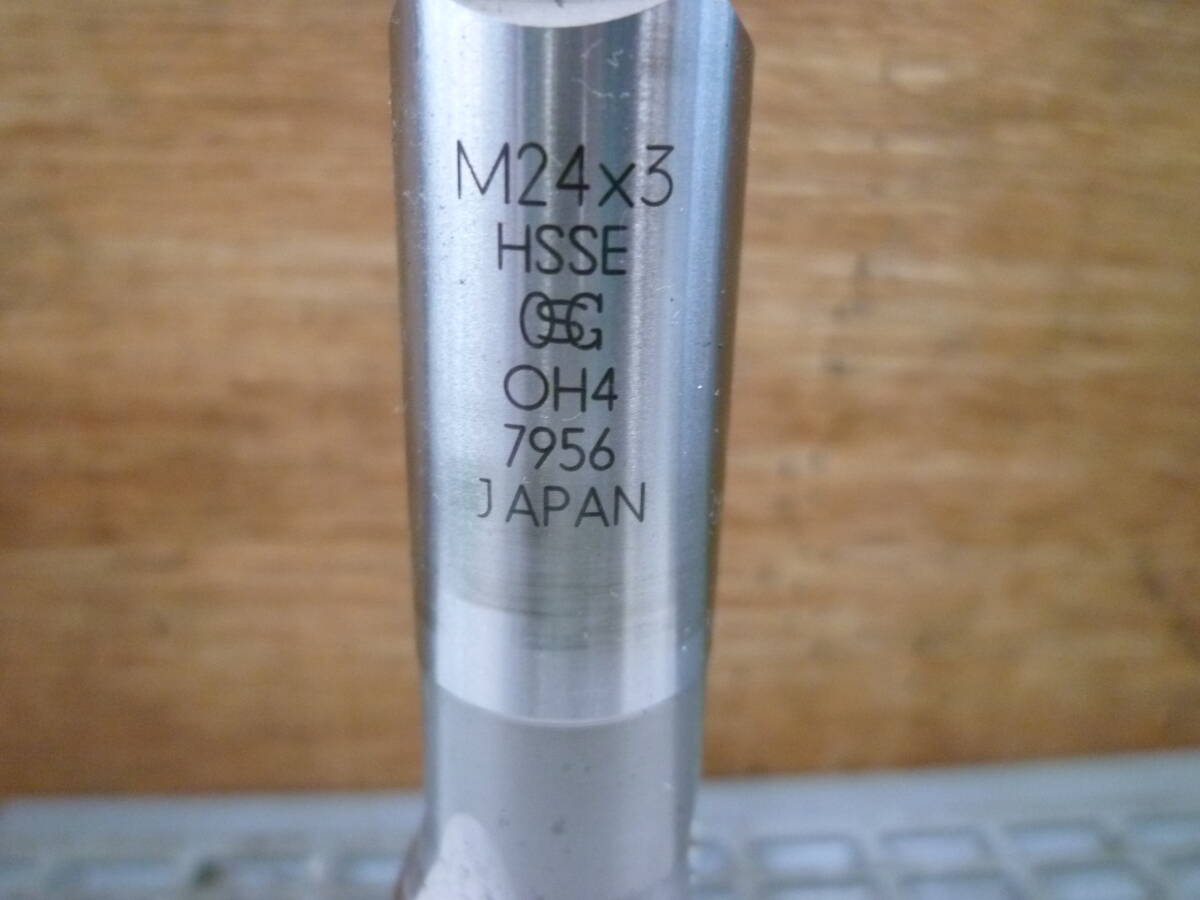 M24x3
HSSE
OSG
OH4
7956
JAPAN